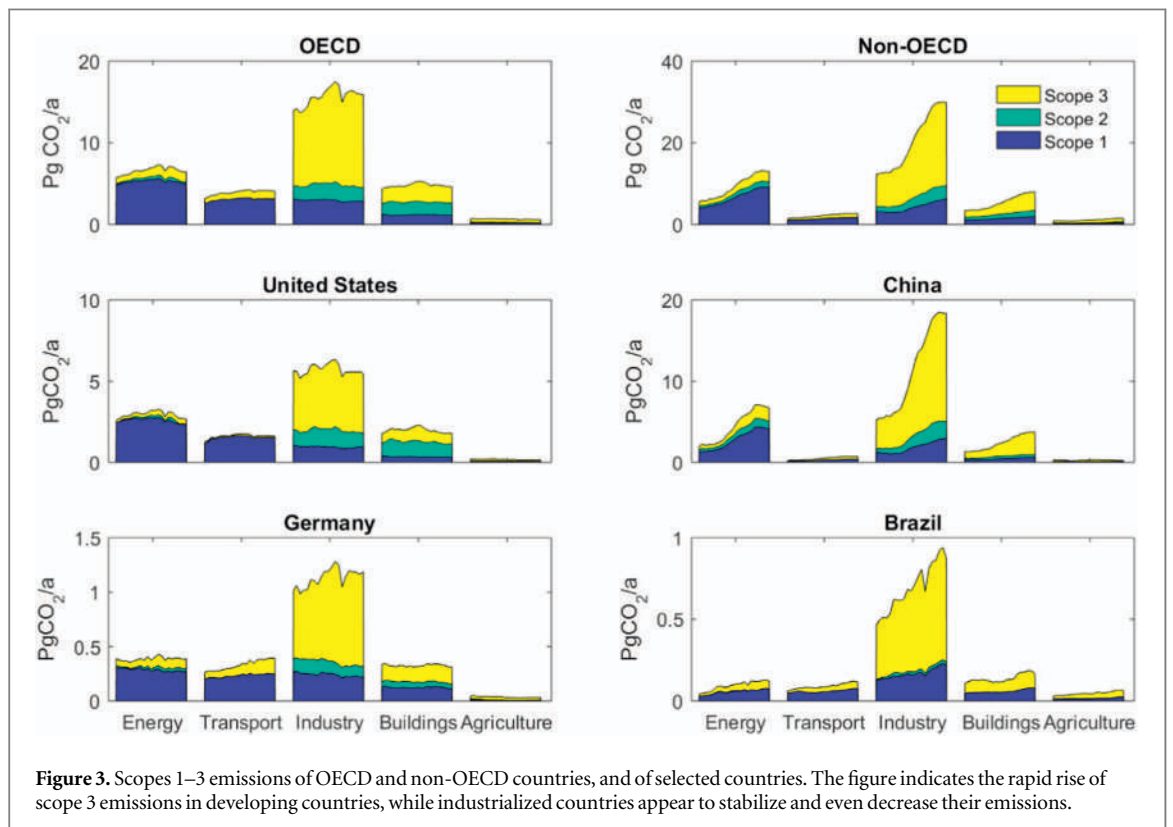 OECD
Non-OECD
20
10
0
Pg CO2/a
40
20
0
Pg CO2/a
Scope 3
Scope 2
Scope 1
United States
China
10
5
0
PgCO2/a
20
10
0
PgCO2/a
Germany
Brazil
1.5
1
0.5
0
PgCO2/a
1
0.5
0
PgCO2/a
Energy Transport Industry Buildings Agriculture
Energy Transport Industry Buildings Agriculture
Figure 3. Scopes 1–3 emissions of OECD and non-OECD countries, and of selected countries. The figure indicates the rapid rise of
scope 3 emissions in developing countries, while industrialized countries appear to stabilize and even decrease their emissions.